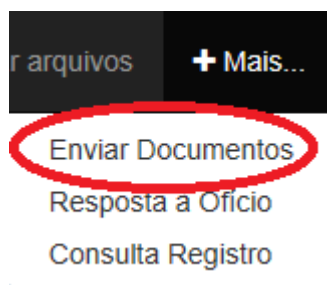 r arquivos + Mais...
Enviar Documentos
Resposta a Ofício
Consulta Registro